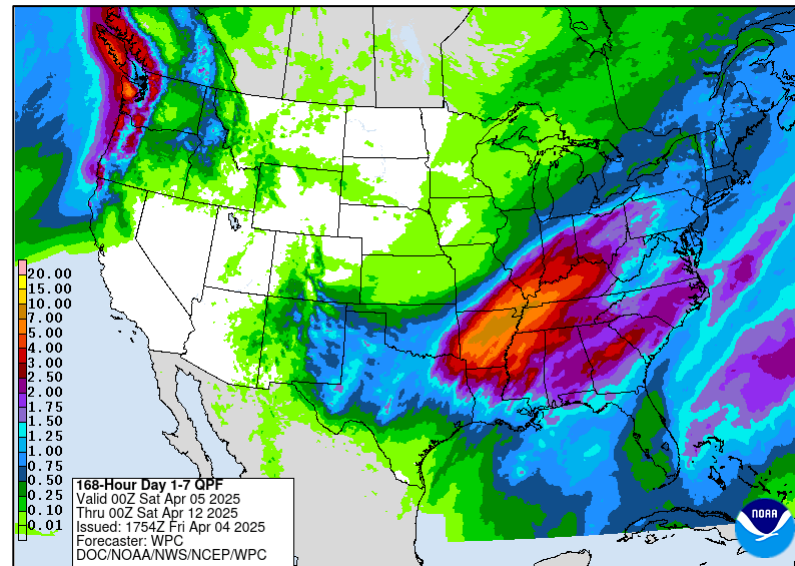 20.00
15.00
10.00
7.00
5.00
4.00
3.00
2.50
2.00
1.75
1.50
1.25
1.00
0.75
0.50
0.25
0.10
0.01
168-Hour Day 1-7 QPF
Valid 00Z Sat Apr 05 2025
Thru 00Z Sat Apr 12 2025
Issued: 1754Z Fri Apr 04 2025
Forecaster: WPC
DOC/NOAA/NWS/NCEP/WPC
NOAA